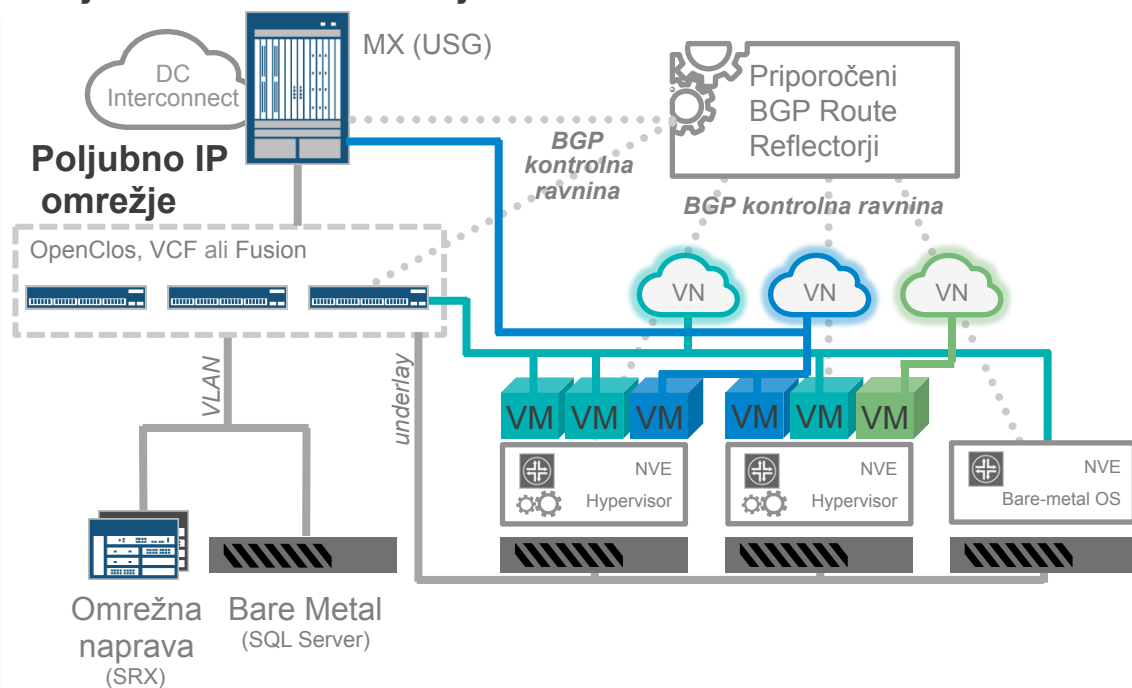 MX (USG)
DC
Interconnect
Priporočeni
BGP Route
Reflectorji
BGP
kontrolna
ravnina
Poljubno IP
omrežje
BGP kontrolna ravnina
OpenClos, VCF ali Fusion
VN
VN
VN
VLAN
underlay
VM
VM
VM
VM
VM
VM
NVE
Hypervisor
NVE
Hypervisor
NVE
Bare-metal OS
Omrežna
naprava
(SRX)
Bare Metal
(SQL Server)